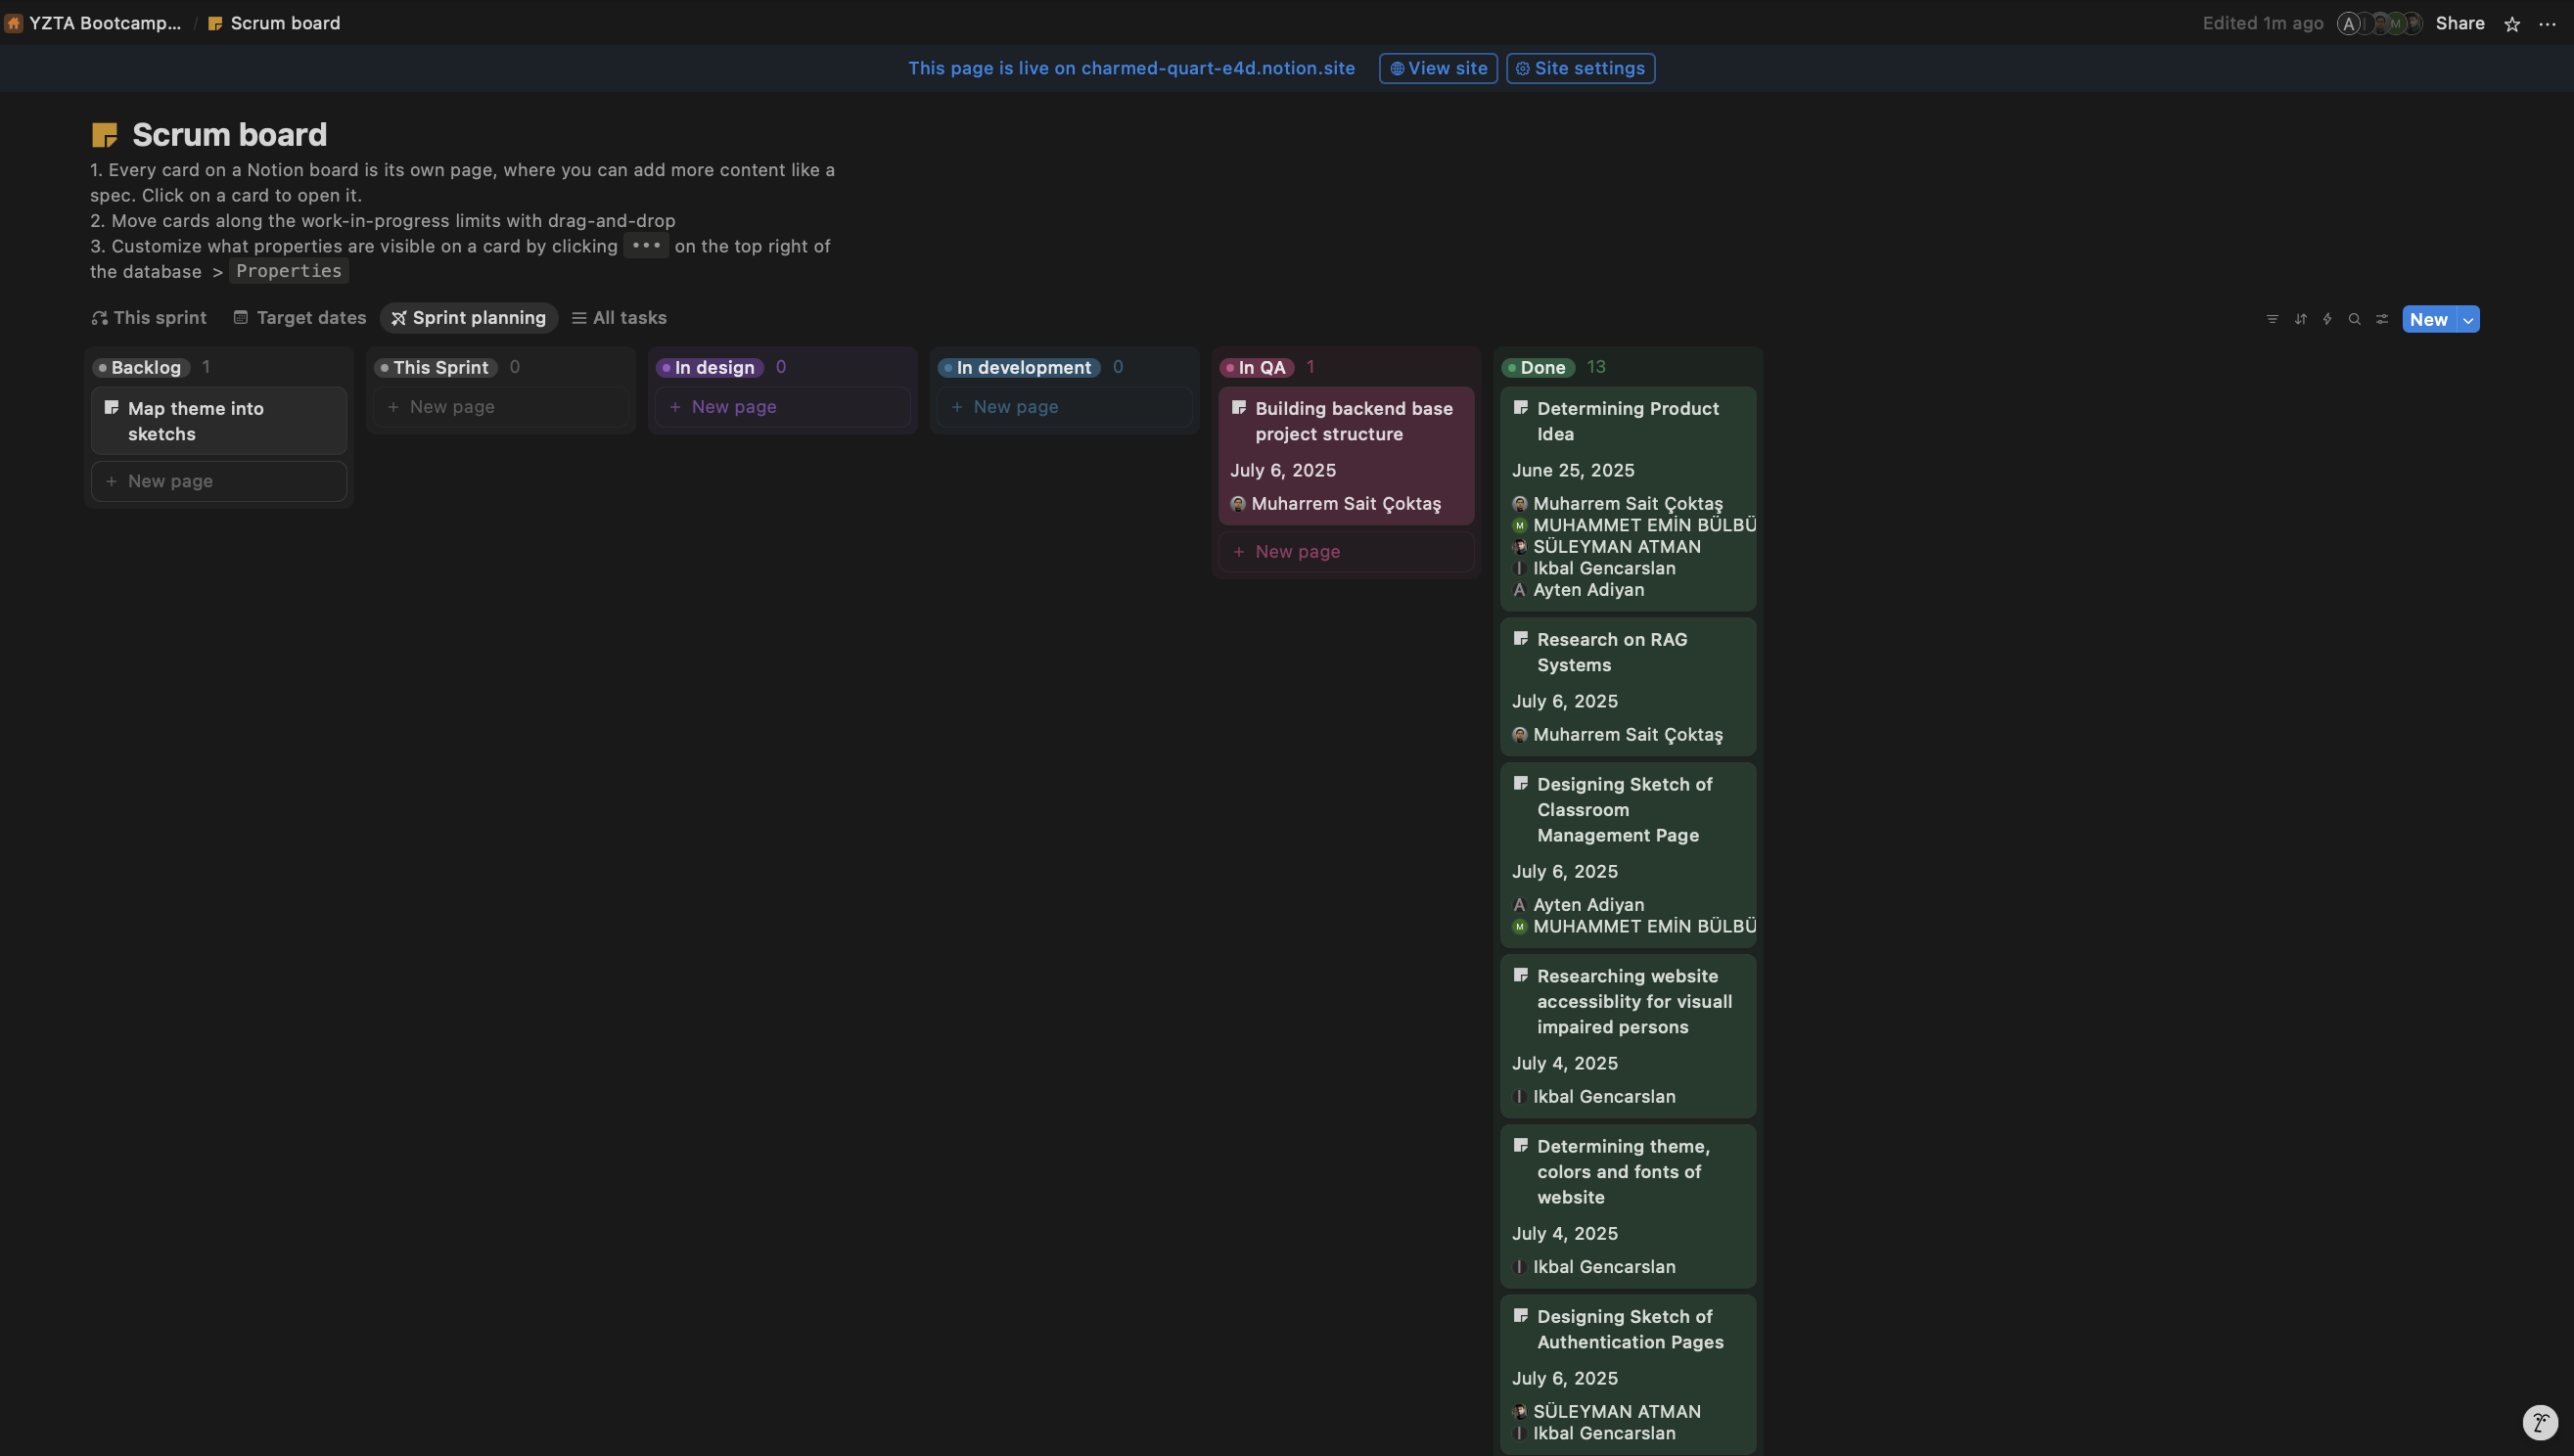 YZTA Bootcamp... / Scrum board
Edited 1m ago
A
M
Share
This page is live on charmed-quart-e4d.notion.site
View site
Site settings
Scrum board
1. Every card on a Notion board is its own page, where you can add more content like a
spec. Click on a card to open it.
2. Move cards along the work-in-progress limits with drag-and-drop
3. Customize what properties are visible on a card by clicking ••• on the top right of
the database > Properties
This sprint
Target dates
Sprint planning
All tasks
New
Backlog 1
Map theme into
sketchs
+ New page
This Sprint 0
+ New page
In design 0
+ New page
In development 0
+ New page
In QA 1
Building backend base
project structure
July 6, 2025
Muharrem Sait Çoktaş
+ New page
Done 13
Determining Product
Idea
June 25, 2025
Muharrem Sait Çoktaş
M MUHAMMET EMİN BÜLBÜ
SÜLEYMAN ATMAN
I Ikbal Gencarslan
A Ayten Adiyan
Research on RAG
Systems
July 6, 2025
Muharrem Sait Çoktaş
Designing Sketch of
Classroom
Management Page
July 6, 2025
A Ayten Adiyan
M MUHAMMET EMİN BÜLBÜ
Researching website
accessiblity for visuall
impaired persons
July 4, 2025
I Ikbal Gencarslan
Determining theme,
colors and fonts of
website
July 4, 2025
I Ikbal Gencarslan
Designing Sketch of
Authentication Pages
July 6, 2025
SÜLEYMAN ATMAN
I Ikbal Gencarslan